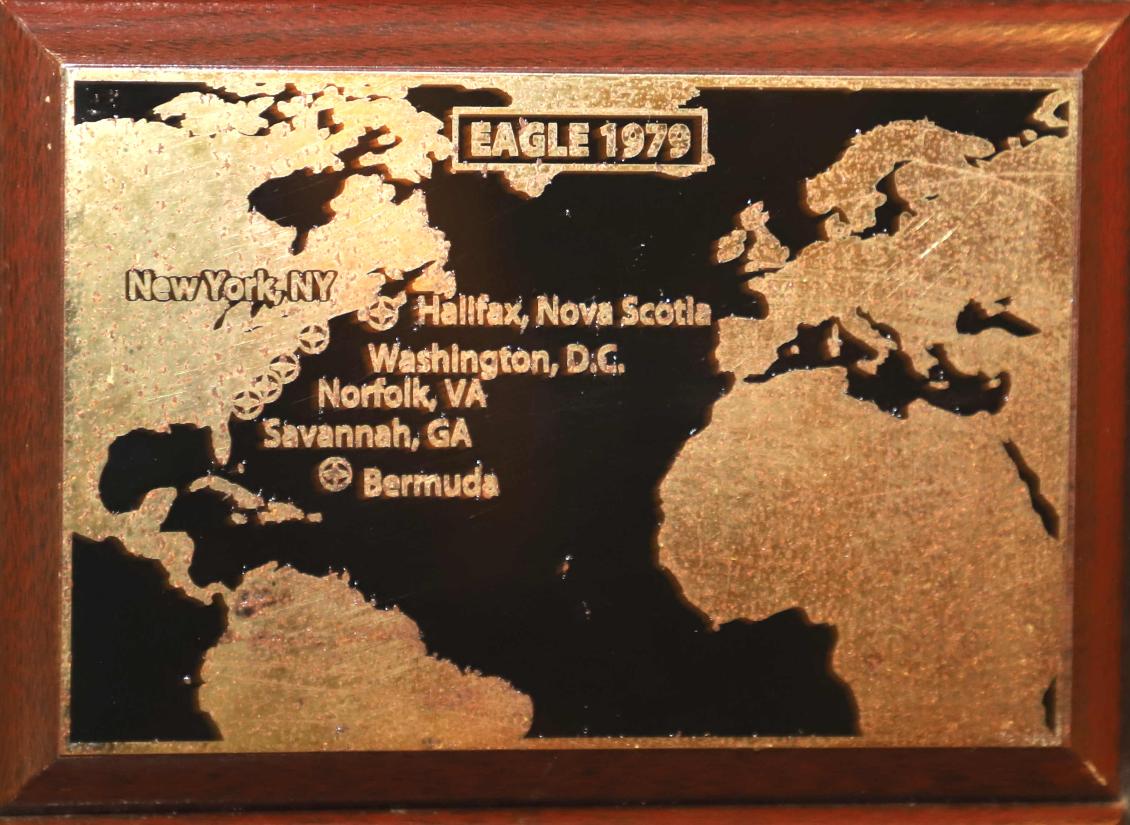 EAGLE 1979
New York, NY
Halifax, Nova Scotia
Washington, D.C.
Norfolk, VA
Savannah, GA
Bermuda